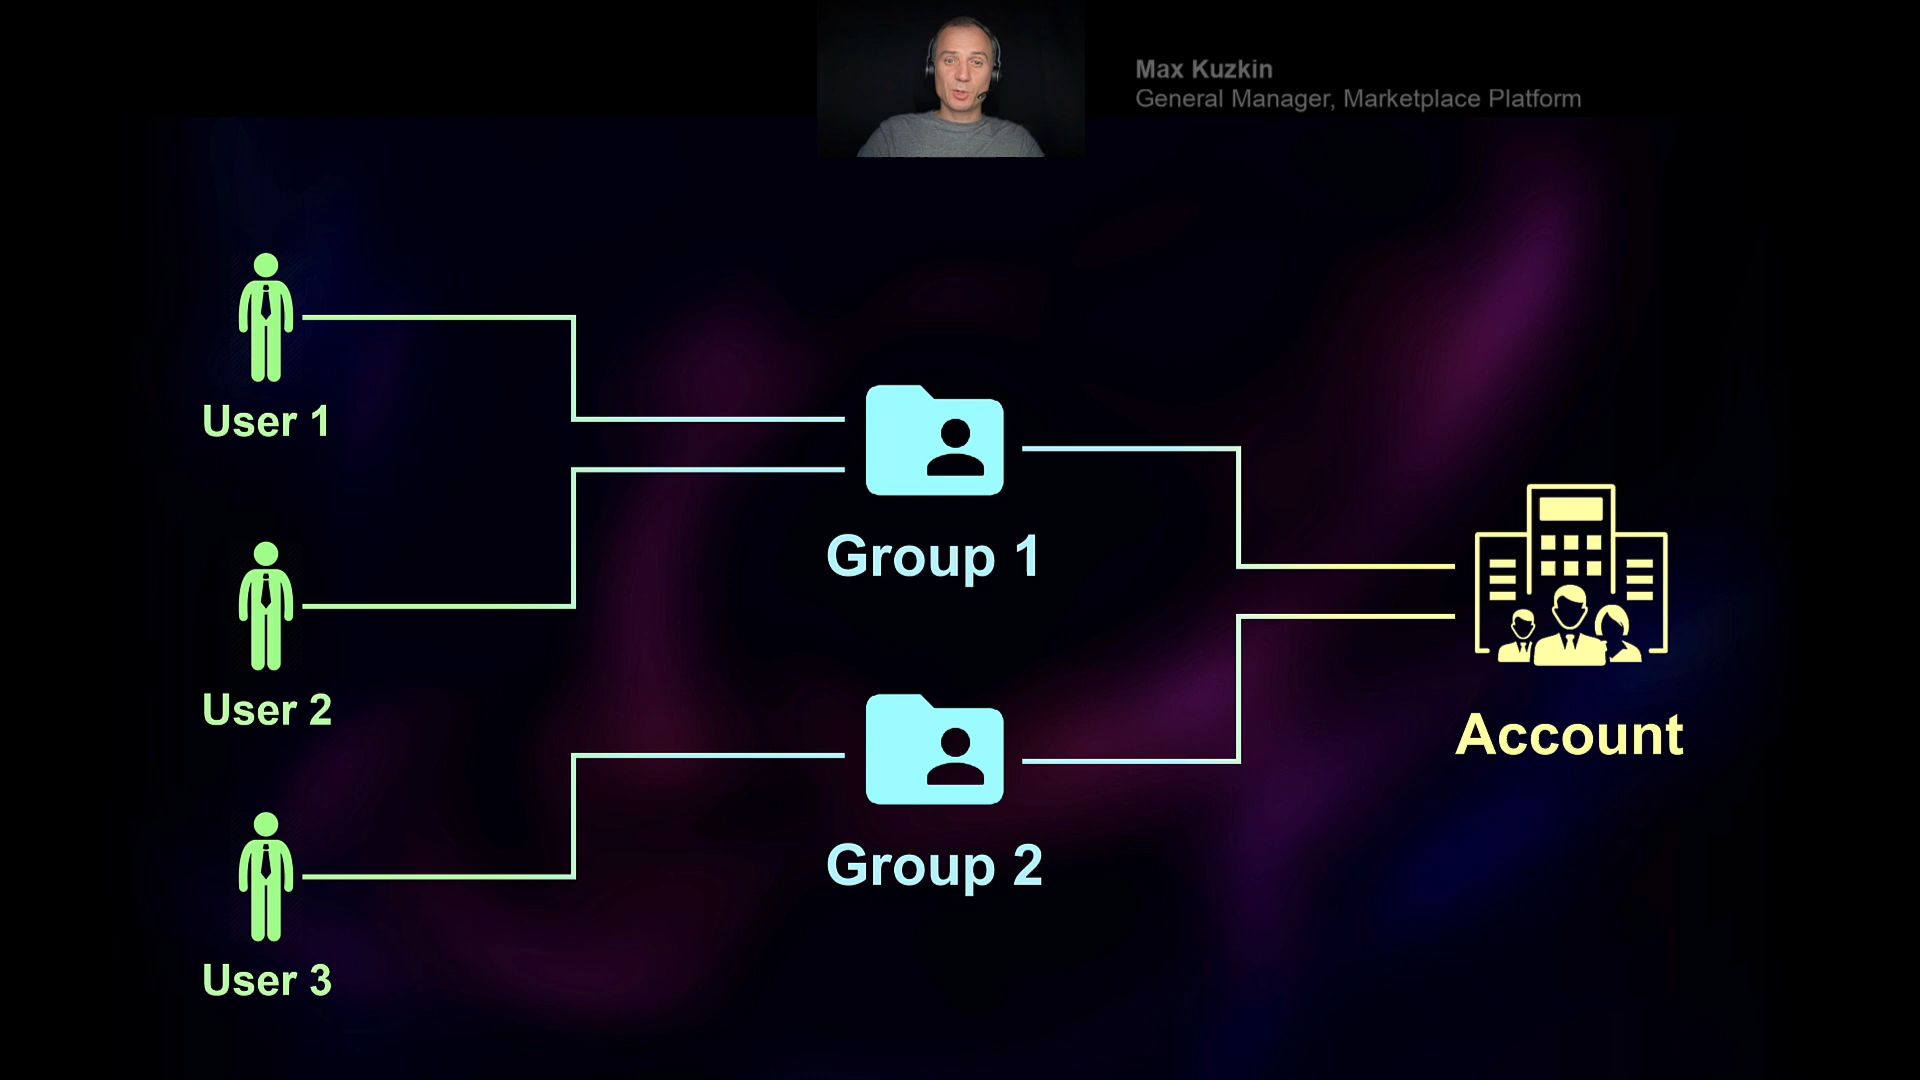 Max Kuzkin
General Manager, Marketplace Platform
User 1
Group 1
User 2
Account
Group 2
User 3